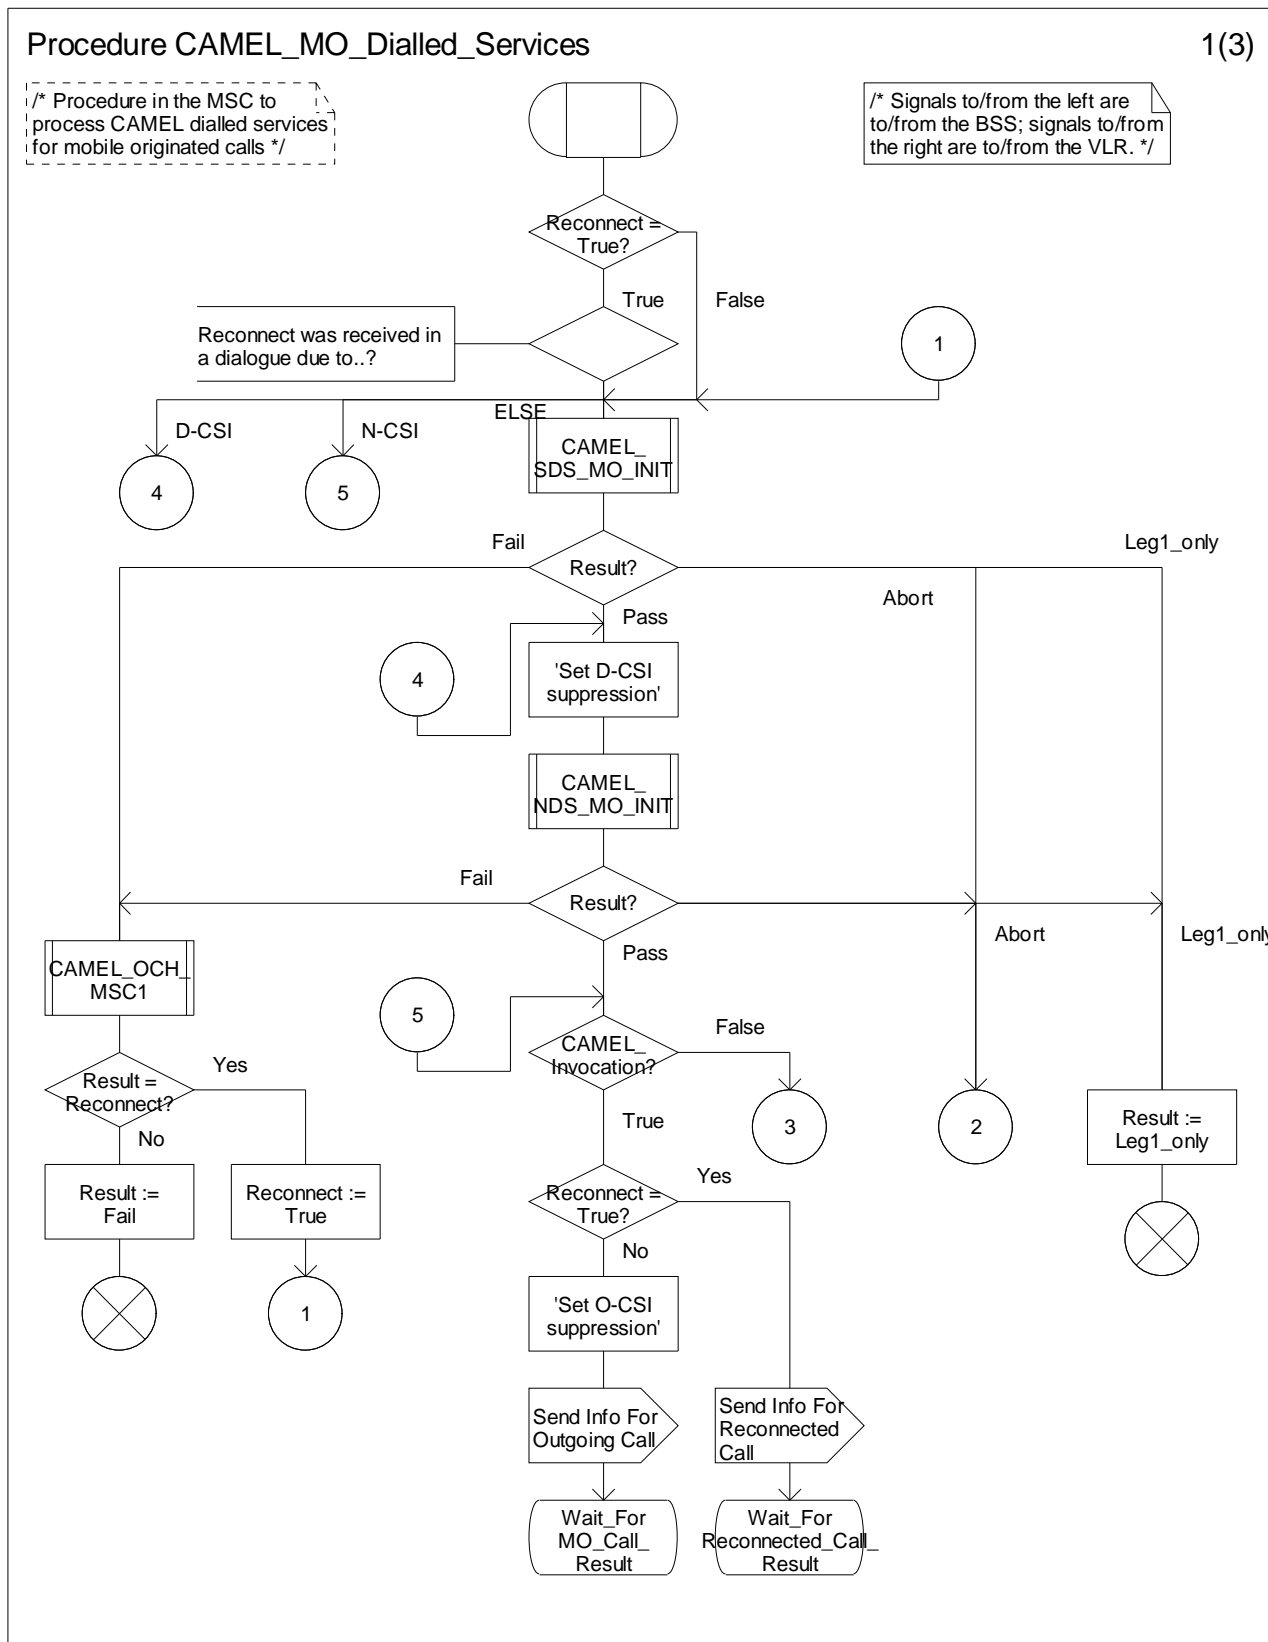 Procedure CAMEL_MO_Dialled_Services
1(3)
/* Procedure in the MSC to
process CAMEL dialled services
for mobile originated calls */
/* Signals to/from the left are
to/from the BSS; signals to/from
the right are to/from the VLR. */
Reconnect =
True?
True
False
Reconnect was received in
a dialogue due to..?
1
ELSE
D-CSI
N-CSI
CAMEL_
SDS_MO_INIT
4
5
Fail
Leg1_only
Result?
Abort
Pass
4
'Set D-CSI
suppression'
CAMEL_
NDS_MO_INIT
Fail
Result?
Abort
Leg1_only
Pass
CAMEL_OCH_
MSC1
5
False
CAMEL_
Invocation?
Yes
Result =
Reconnect?
True
3
2
Result :=
Leg1_only
No
Yes
Result :=
Fail
Reconnect :=
True
Reconnect =
True?
No
1
'Set O-CSI
suppression'
Send Info For
Outgoing Call
Send Info For
Reconnected
Call
Wait_For
MO_Call_
Result
Wait_For
Reconnected_Call_
Result